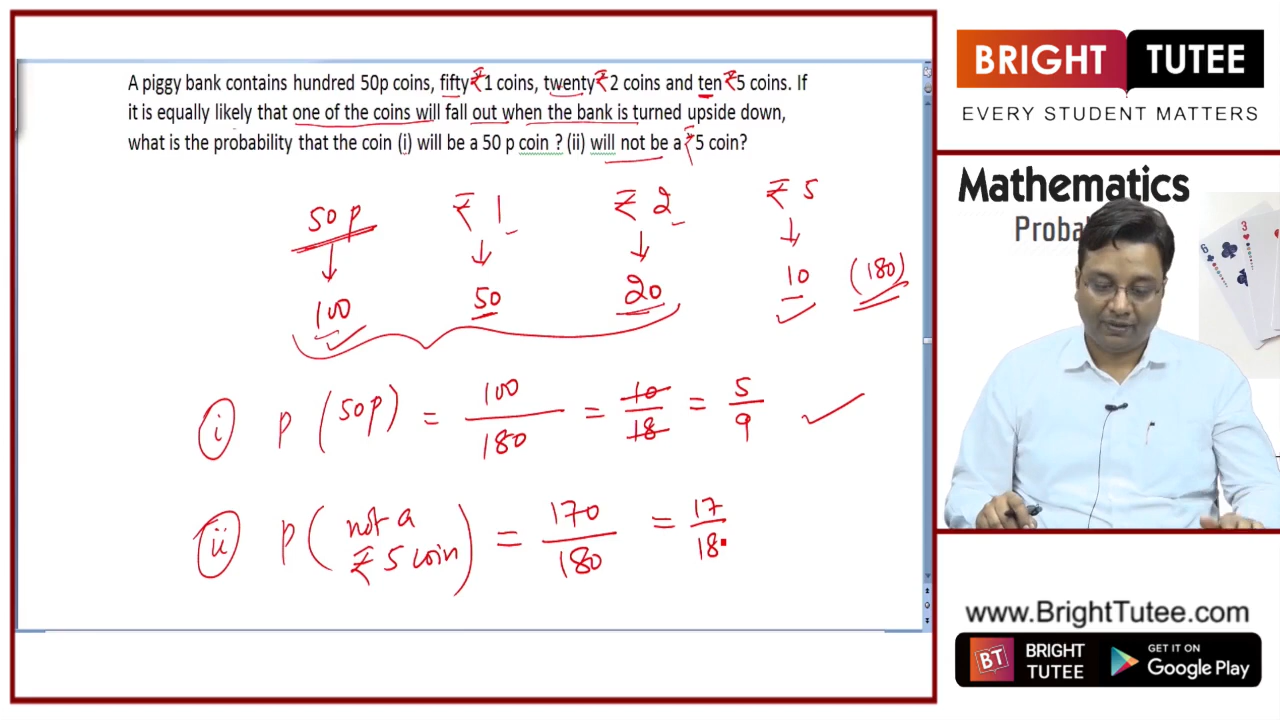 A piggy bank contains hundred 50p coins, fifty ₹1 coins, twenty ₹2 coins and ten ₹5 coins. If
it is equally likely that one of the coins will fall out when the bank is turned upside down,
what is the probability that the coin (i) will be a 50 p coin ? (ii) will not be a ₹5 coin?
50 p ₹ 1 ₹ 2 ₹ 5
100 50 20 10 (180)
i P (50p) = 100/180 = 10/18 = 5/9
ii P( not a ₹ 5 coin ) = 170/180 = 17/18
BRIGHT TUTEE
EVERY STUDENT MATTERS
Mathematics
6 3
www.BrightTutee.com
BT BRIGHT TUTEE
GET IT ON
Google Play